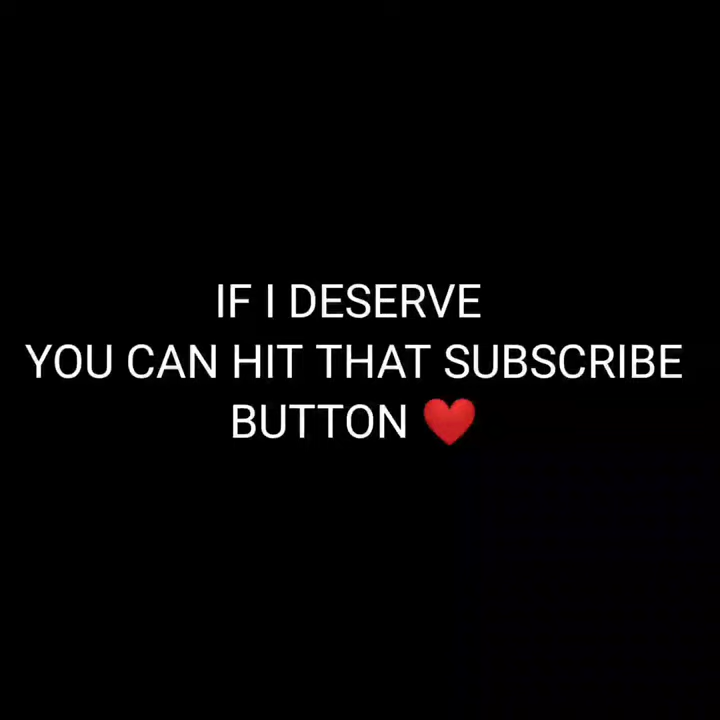 IF I DESERVE
YOU CAN HIT THAT SUBSCRIBE
BUTTON ❤️